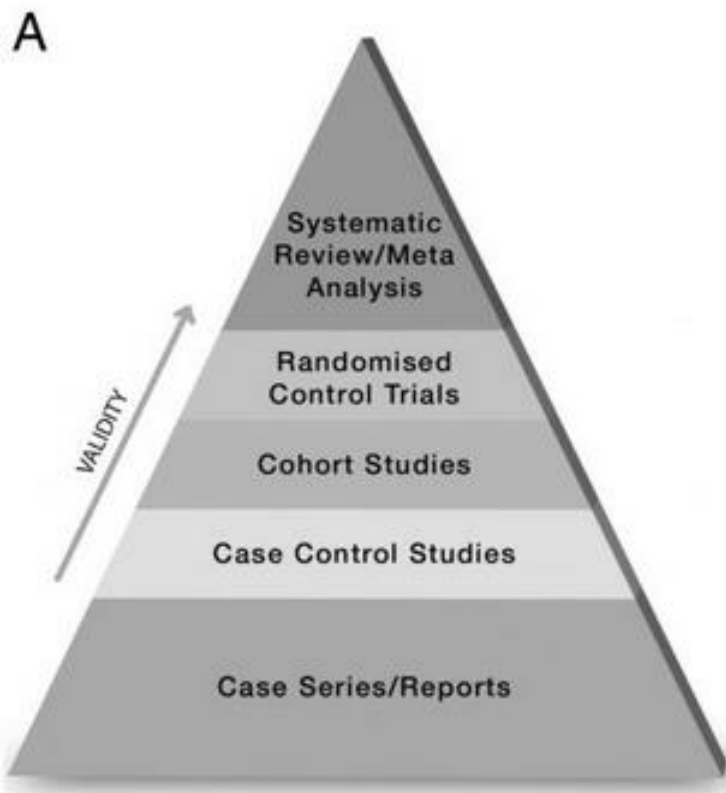 A
Systematic
Review/Meta
Analysis
Randomised
Control Trials
VALIDITY
Cohort Studies
Case Control Studies
Case Series/Reports